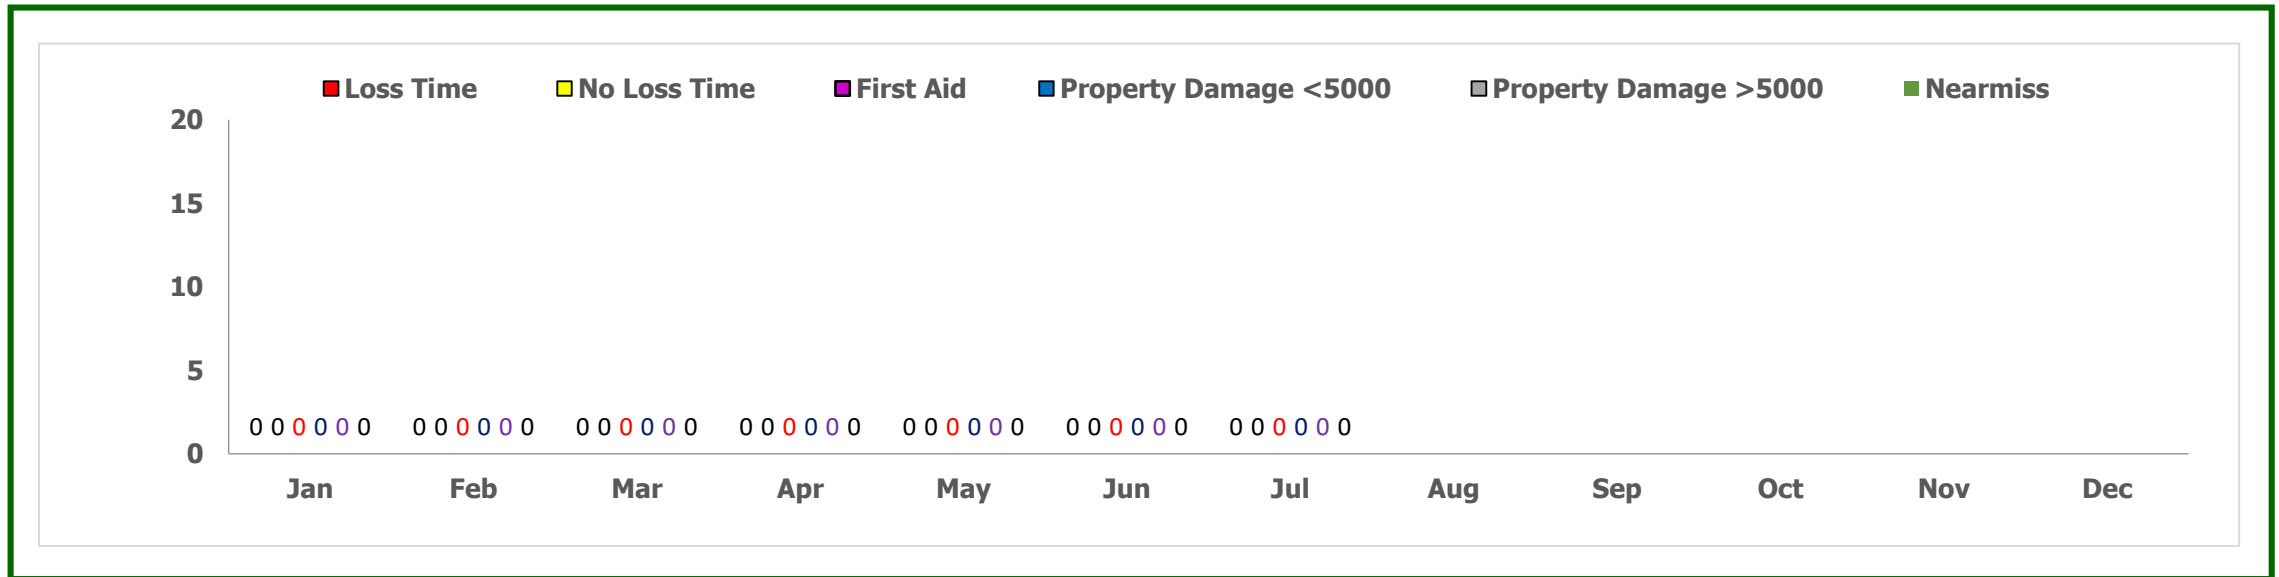 Loss Time No Loss Time First Aid Property Damage <5000 Property Damage >5000 Nearmiss
20
15
10
5
0 0 0 0 0 0 0 0 0 0 0 0 0 0 0 0 0 0 0 0 0 0 0 0 0 0 0 0 0 0 0 0 0 0 0 0 0 0 0 0 0 0
0
Jan Feb Mar Apr May Jun Jul Aug Sep Oct Nov Dec